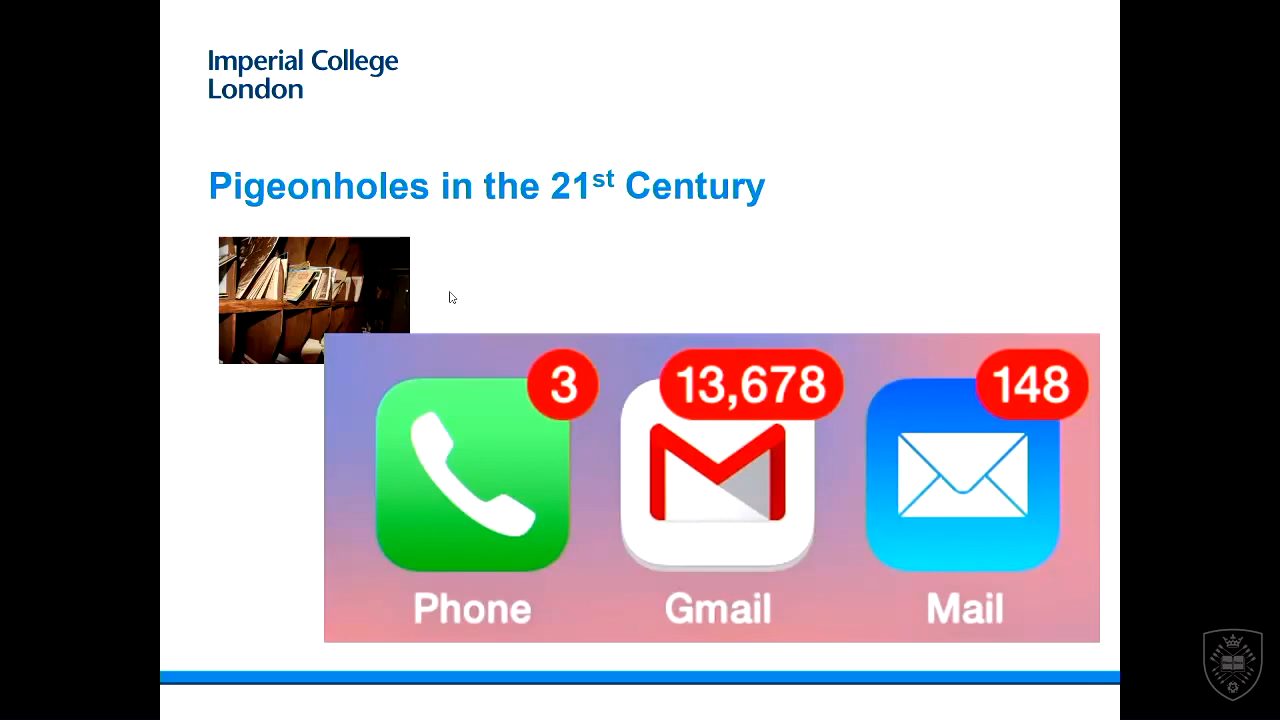 Imperial College
London
Pigeonholes in the 21st Century
3
13,678
148
Phone
Gmail
Mail